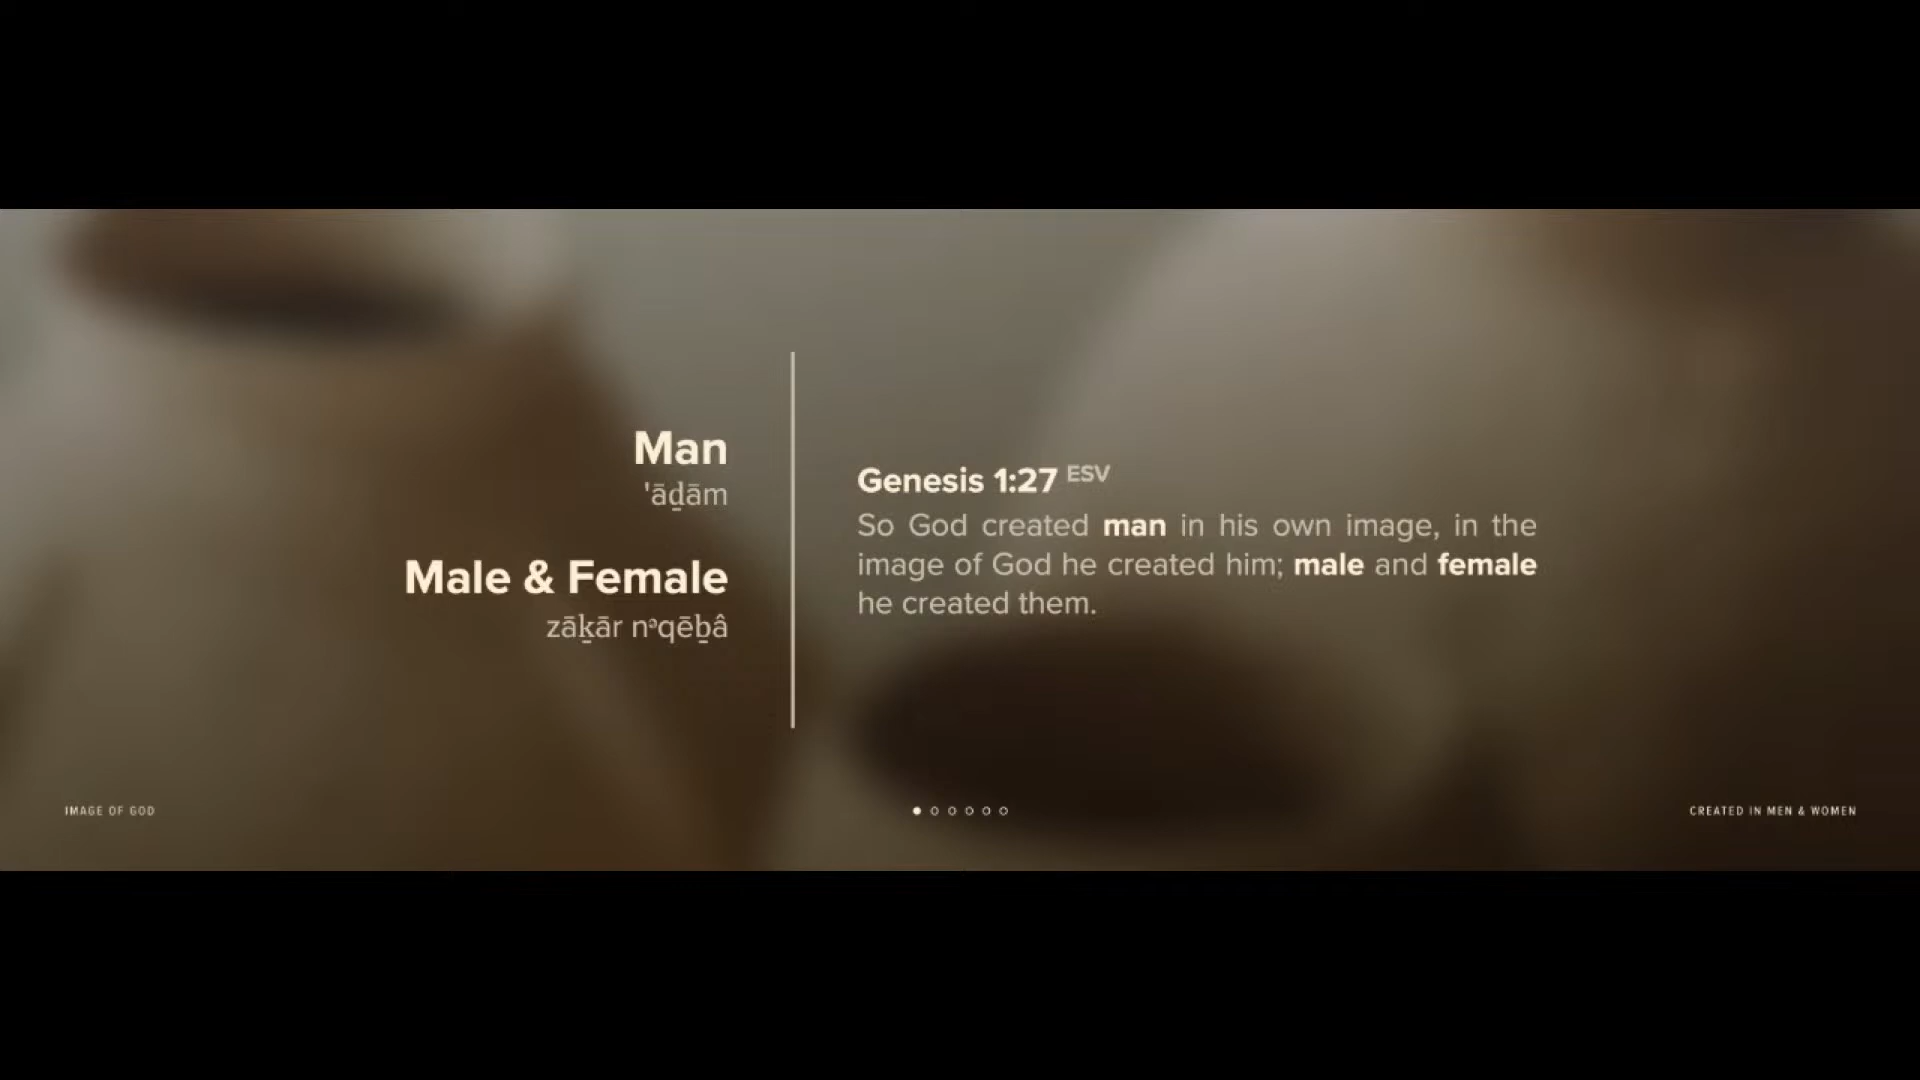 Man
'āḏām
Male & Female
zāḵār nᵊqēḇâ
Genesis 1:27 ESV
So God created man in his own image, in the
image of God he created him; male and female
he created them.
IMAGE OF GOD
CREATED IN MEN & WOMEN